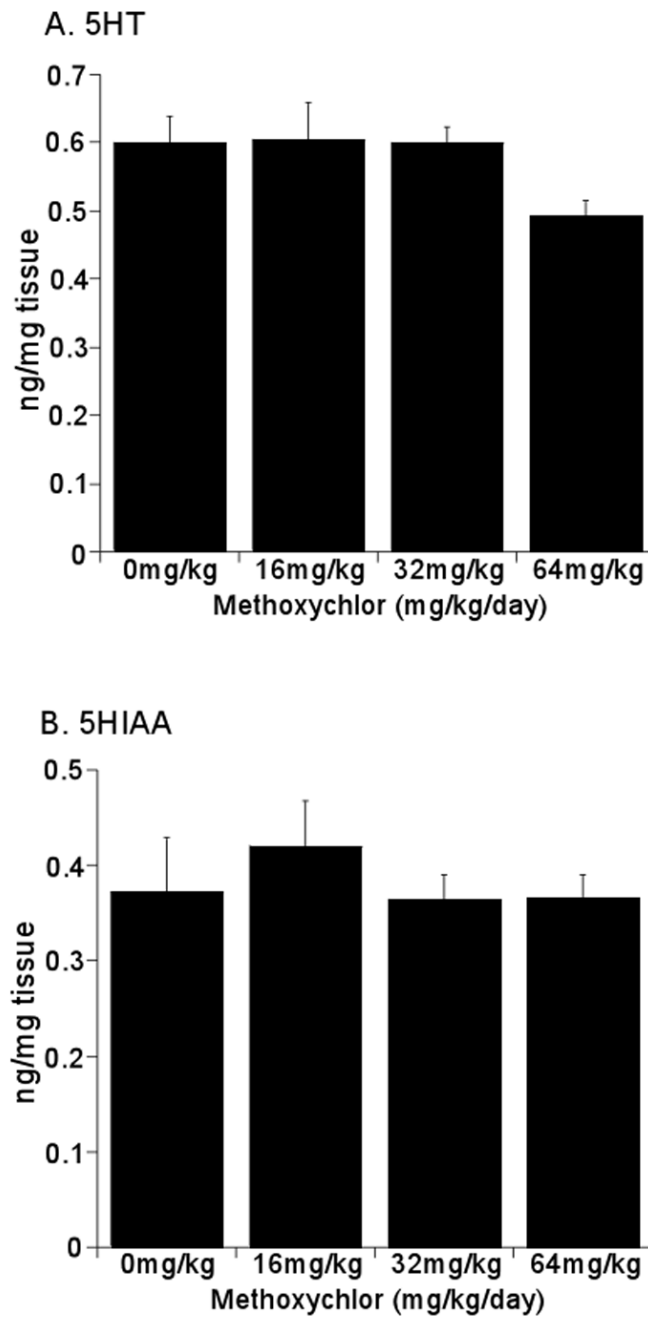 A. 5HT
0.7
0.6
0.5
0.4
0.3
0.2
0.1
0
ng/mg tissue
0mg/kg 16mg/kg 32mg/kg 64mg/kg
Methoxychlor (mg/kg/day)
B. 5HIAA
0.5
0.4
0.3
0.2
0.1
0
ng/mg tissue
0mg/kg 16mg/kg 32mg/kg 64mg/kg
Methoxychlor (mg/kg/day)